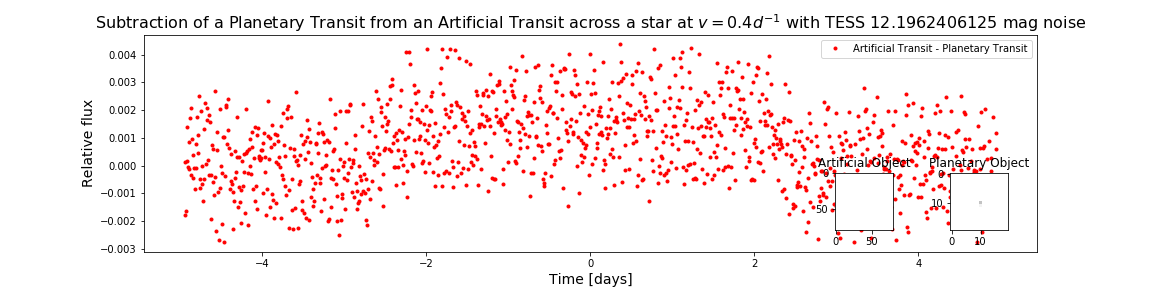 Subtraction of a Planetary Transit from an Artificial Transit across a star at v = 0.4d⁻¹ with TESS 12.1962406125 mag noise
Artificial Transit - Planetary Transit
Relative flux
0.004
0.003
0.002
0.001
0.000
−0.001
−0.002
−0.003
Artificial Object
0
50
0 50
Planetary Object
0
10
0 10
−4 −2 0 2 4
Time [days]